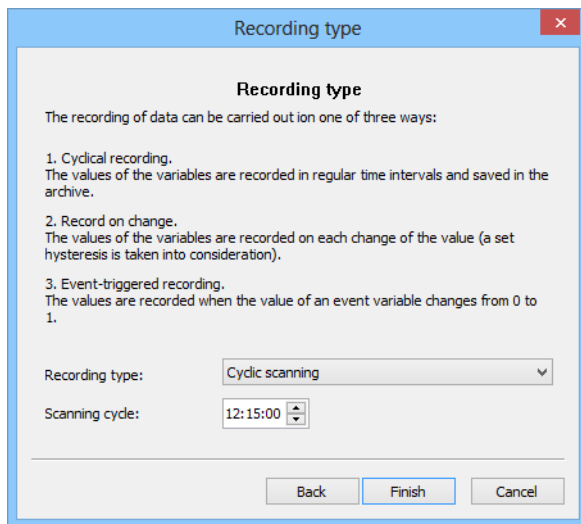 Recording type
Recording type
The recording of data can be carried out ion one of three ways:
1. Cyclical recording.
The values of the variables are recorded in regular time intervals and saved in the
archive.
2. Record on change.
The values of the variables are recorded on each change of the value (a set
hysteresis is taken into consideration).
3. Event-triggered recording.
The values are recorded when the value of an event variable changes from 0 to
1.
Recording type: Cyclic scanning
Scanning cycle: 12:15:00
Back Finish Cancel